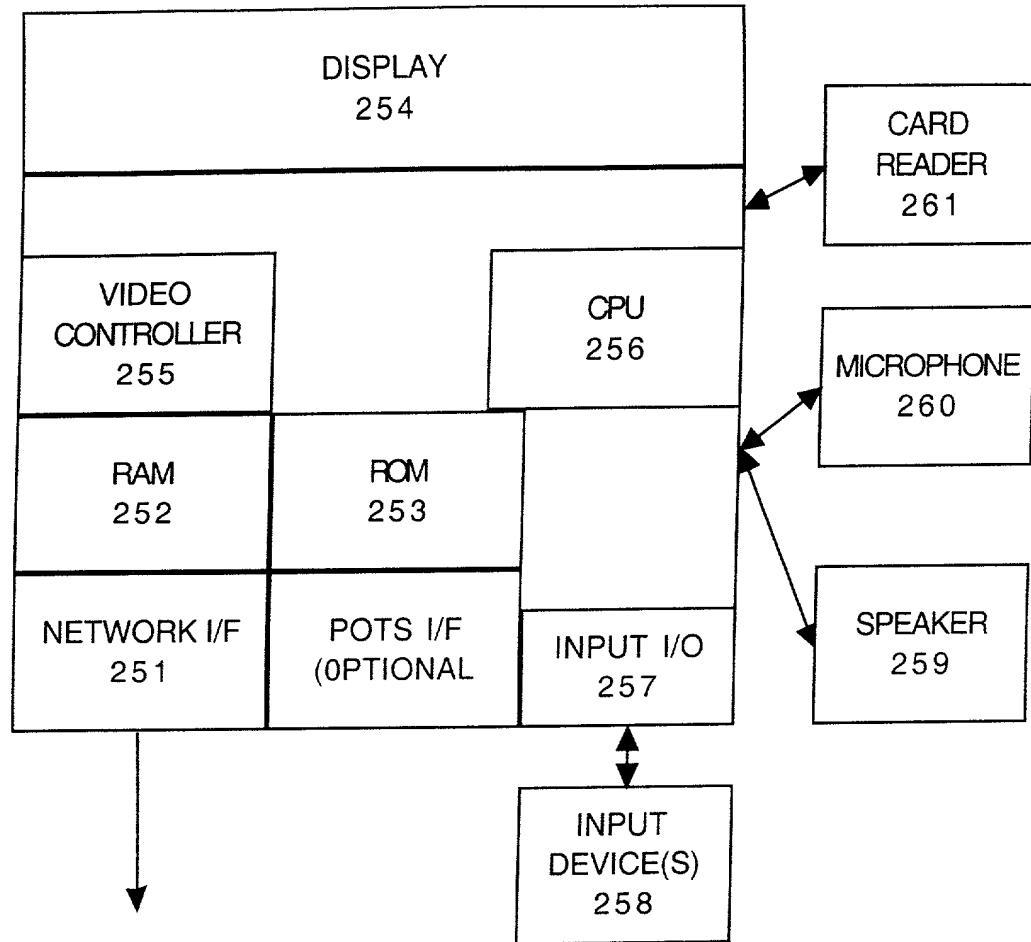 DISPLAY
254
CARD
READER
261
VIDEO
CONTROLLER
255
CPU
256
MICROPHONE
260
RAM
252
ROM
253
NETWORK I/F
251
POTS I/F
(0PTIONAL
INPUT I/O
257
SPEAKER
259
INPUT
DEVICE(S)
258